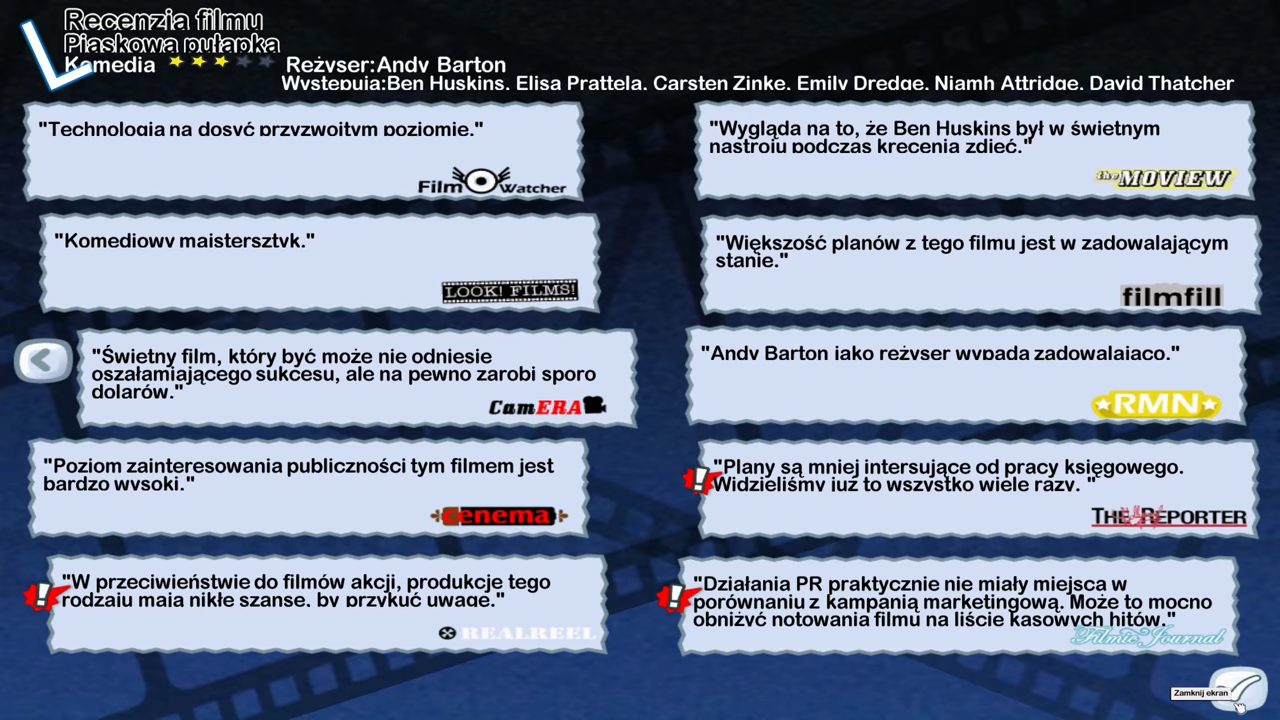 Recenzja filmu
Piaskowa pułapka
Komedia
Reżyser:Andy Barton
Występują:Ben Huskins, Elisa Prattela, Carsten Zinke, Emily Dredge, Niamh Attridge, David Thatcher
"Technologia na dosyć przyzwoitym poziomie."
Film Watcher
"Komediowy majstersztyk."
LOOK! FILMS!
"Świetny film, który być może nie odniesie
oszałamiającego sukcesu, ale na pewno zarobi sporo
dolarów."
CamERA
"Poziom zainteresowania publiczności tym filmem jest
bardzo wysoki."
Cenema
"W przeciwieństwie do filmów akcji, produkcje tego
rodzaju mają nikłe szanse, by przykuć uwagę."
REALREEL
"Wygląda na to, że Ben Huskins był w świetnym
nastroju podczas kręcenia zdjęć."
the MOVIEW
"Większość planów z tego filmu jest w zadowalającym
stanie."
filmfill
"Andy Barton jako reżyser wypada zadowalająco."
RMN
"Plany są mniej intersujące od pracy księgowego.
Widzieliśmy już to wszystko wiele razy. "
THE REPORTER
"Działania PR praktycznie nie miały miejsca w
porównaniu z kampanią marketingową. Może to mocno
obniżyć notowania filmu na liście kasowych hitów."
Filmic Journal
Zamknij ekran